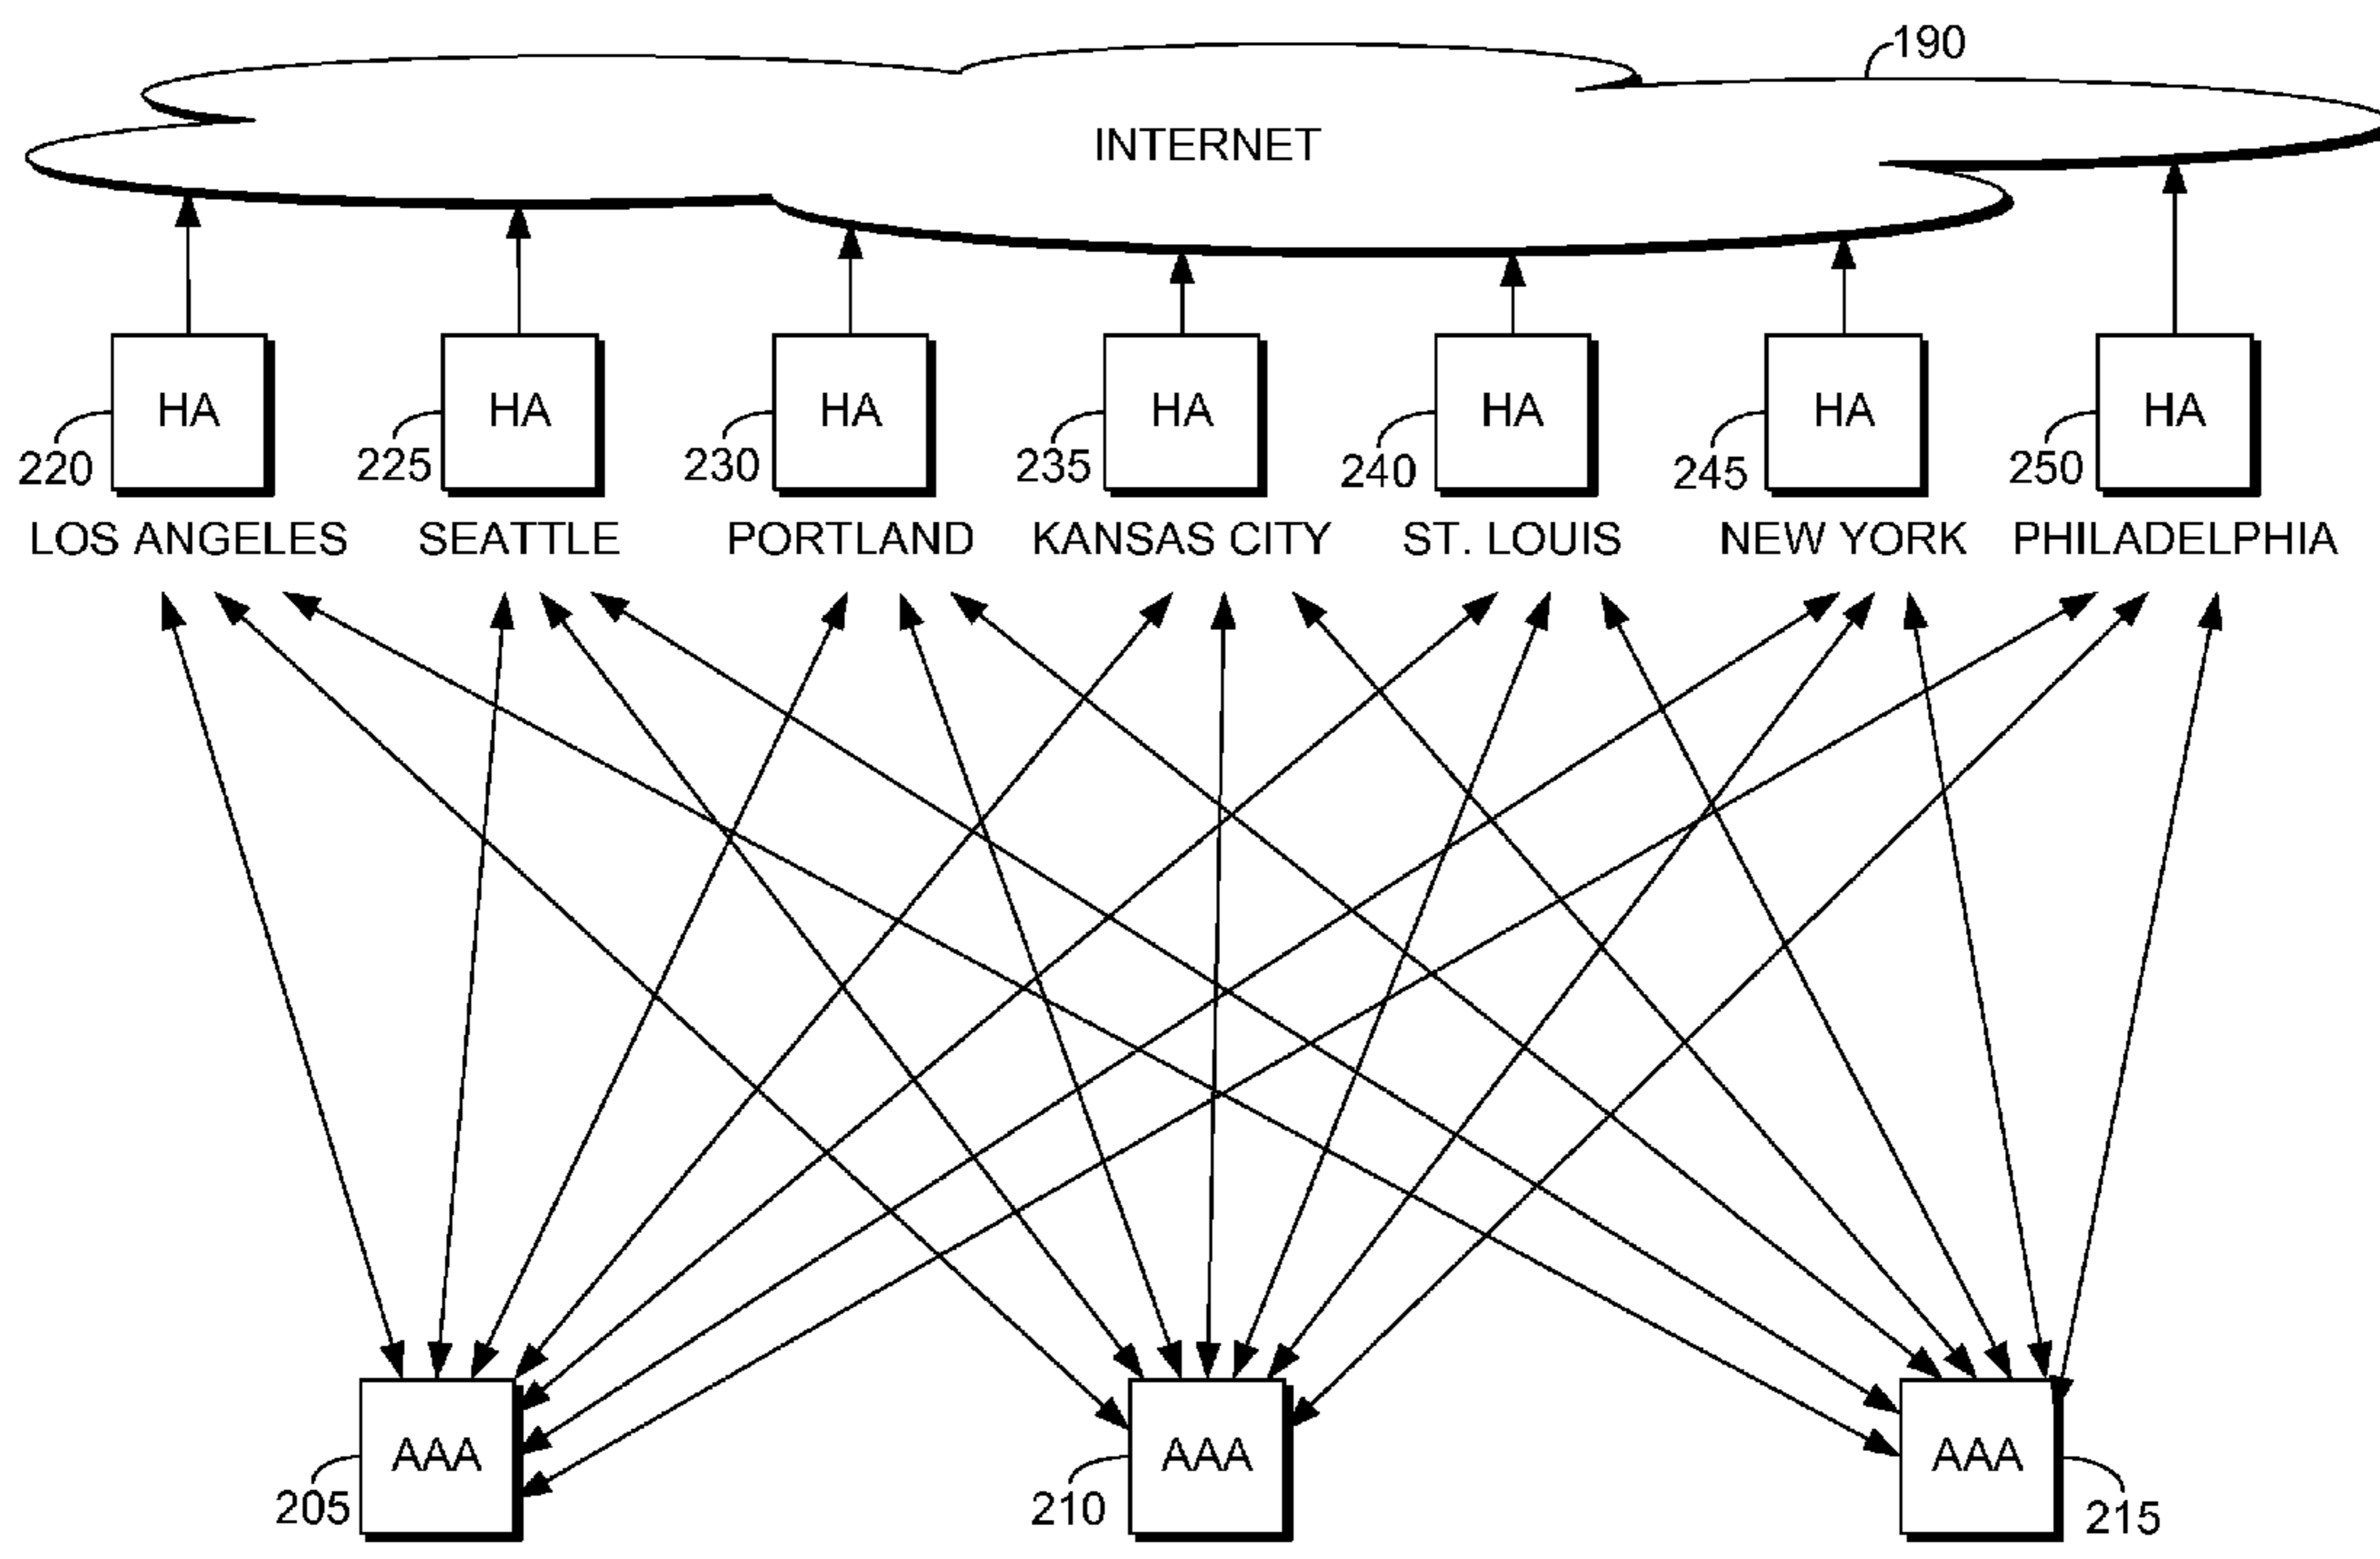 190
INTERNET
HA HA HA HA HA HA HA
220 225 230 235 240 245 250
LOS ANGELES SEATTLE PORTLAND KANSAS CITY ST. LOUIS NEW YORK PHILADELPHIA
AAA AAA AAA
205 210 215